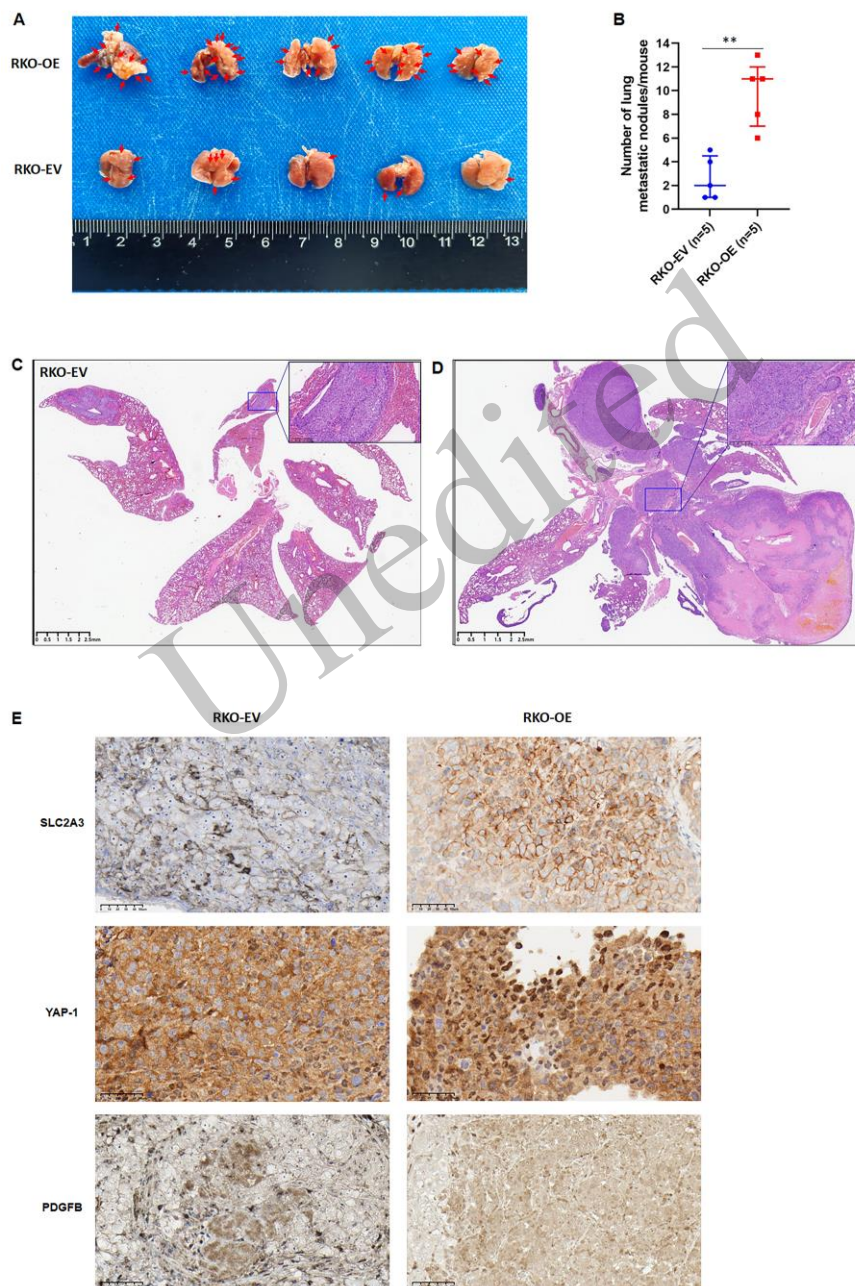 A
RKO-OE
RKO-EV
1 2 3 4 5 6 7 8 9 10 11 12 13
B
**
Number of lung
metastatic nodules/mouse
14
12
10
8
6
4
2
0
RKO-EV (n=5)
RKO-OE (n=5)
C
RKO-EV
0 0.5 1 1.5 2 2.5mm
D
0 0.5 1 1.5 2 2.5mm
Unedited
E
RKO-EV
RKO-OE
SLC2A3
YAP-1
PDGFB